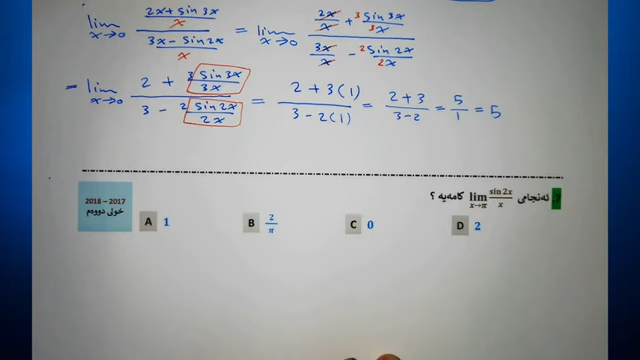 lim x→0 (2x + sin 3x / x) / (3x − sin 2x / x) = lim x→0 (2x/x + 3 sin 3x / 3x) / (3x/x − 2 sin 2x / 2x)
= lim x→0 (2 + 3 sin 3x / 3x) / (3 − 2 sin 2x / 2x) = (2 + 3(1)) / (3 − 2(1)) = (2 + 3) / (3 − 2) = 5/1 = 5
ئەنجامی lim x→π sin 2x / x کامەیە ؟
2018 – 2017
خولی دووەم
A 1
B 2/π
C 0
D 2